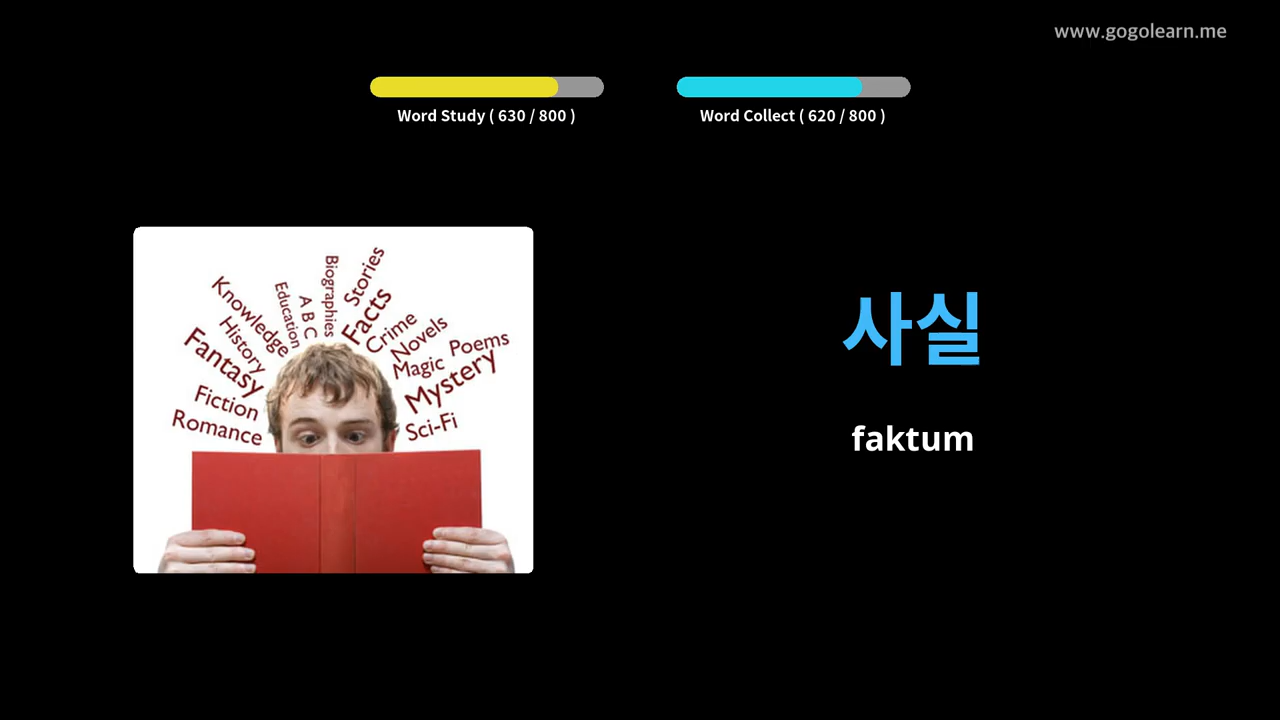 www.gogolearn.me
Word Study ( 630 / 800 )
Word Collect ( 620 / 800 )
Biographies
Stories
Education
A B C
Facts
Knowledge
History
Crime
Novels
Fantasy
Magic
Poems
Mystery
Fiction
Romance
Sci-Fi
사실
faktum